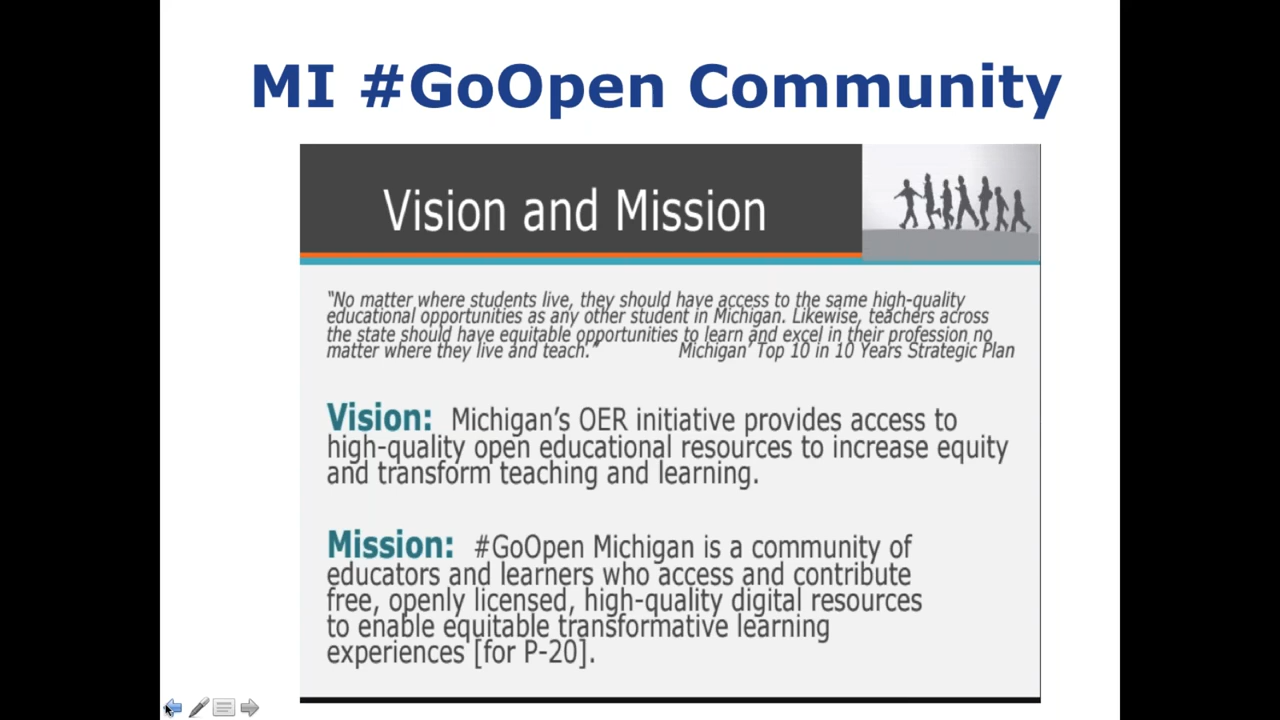 MI #GoOpen Community
Vision and Mission
“No matter where students live, they should have access to the same high-quality
educational opportunities as any other student in Michigan. Likewise, teachers across
the state should have equitable opportunities to learn and excel in their profession no
matter where they live and teach.” Michigan’ Top 10 in 10 Years Strategic Plan
Vision: Michigan’s OER initiative provides access to
high-quality open educational resources to increase equity
and transform teaching and learning.
Mission: #GoOpen Michigan is a community of
educators and learners who access and contribute
free, openly licensed, high-quality digital resources
to enable equitable transformative learning
experiences [for P-20].